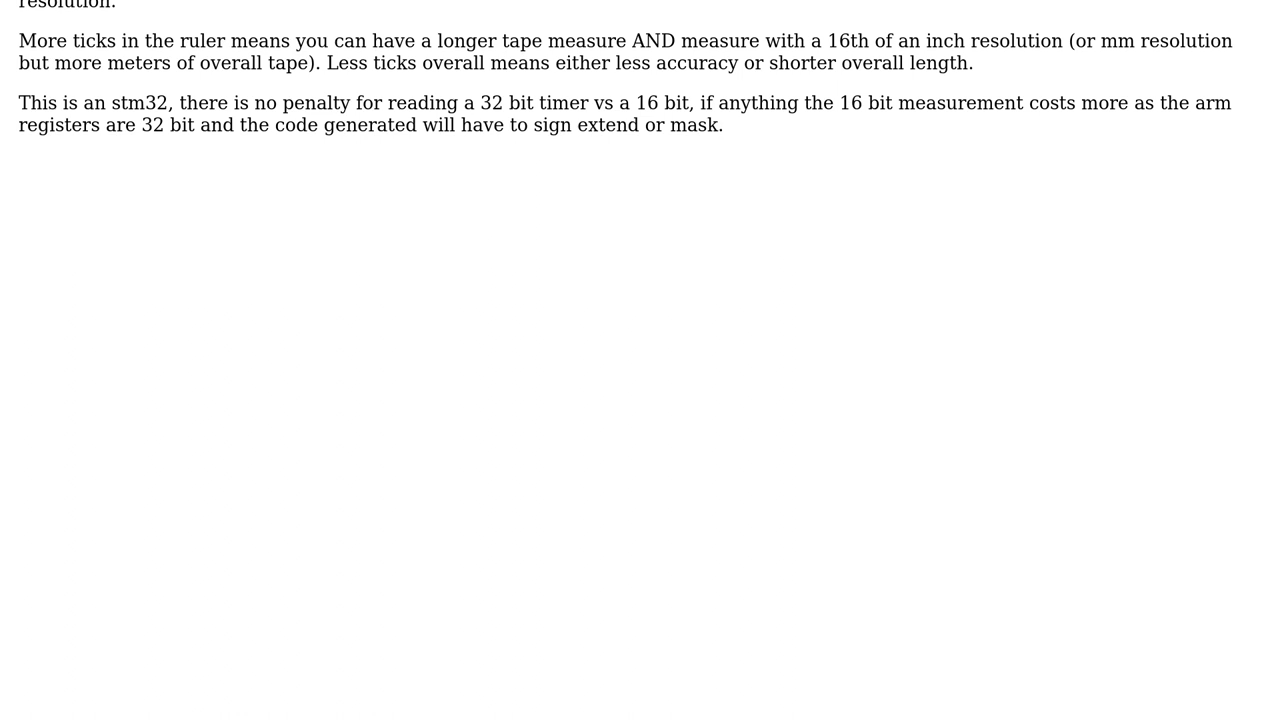 resolution.
More ticks in the ruler means you can have a longer tape measure AND measure with a 16th of an inch resolution (or mm resolution
but more meters of overall tape). Less ticks overall means either less accuracy or shorter overall length.
This is an stm32, there is no penalty for reading a 32 bit timer vs a 16 bit, if anything the 16 bit measurement costs more as the arm
registers are 32 bit and the code generated will have to sign extend or mask.